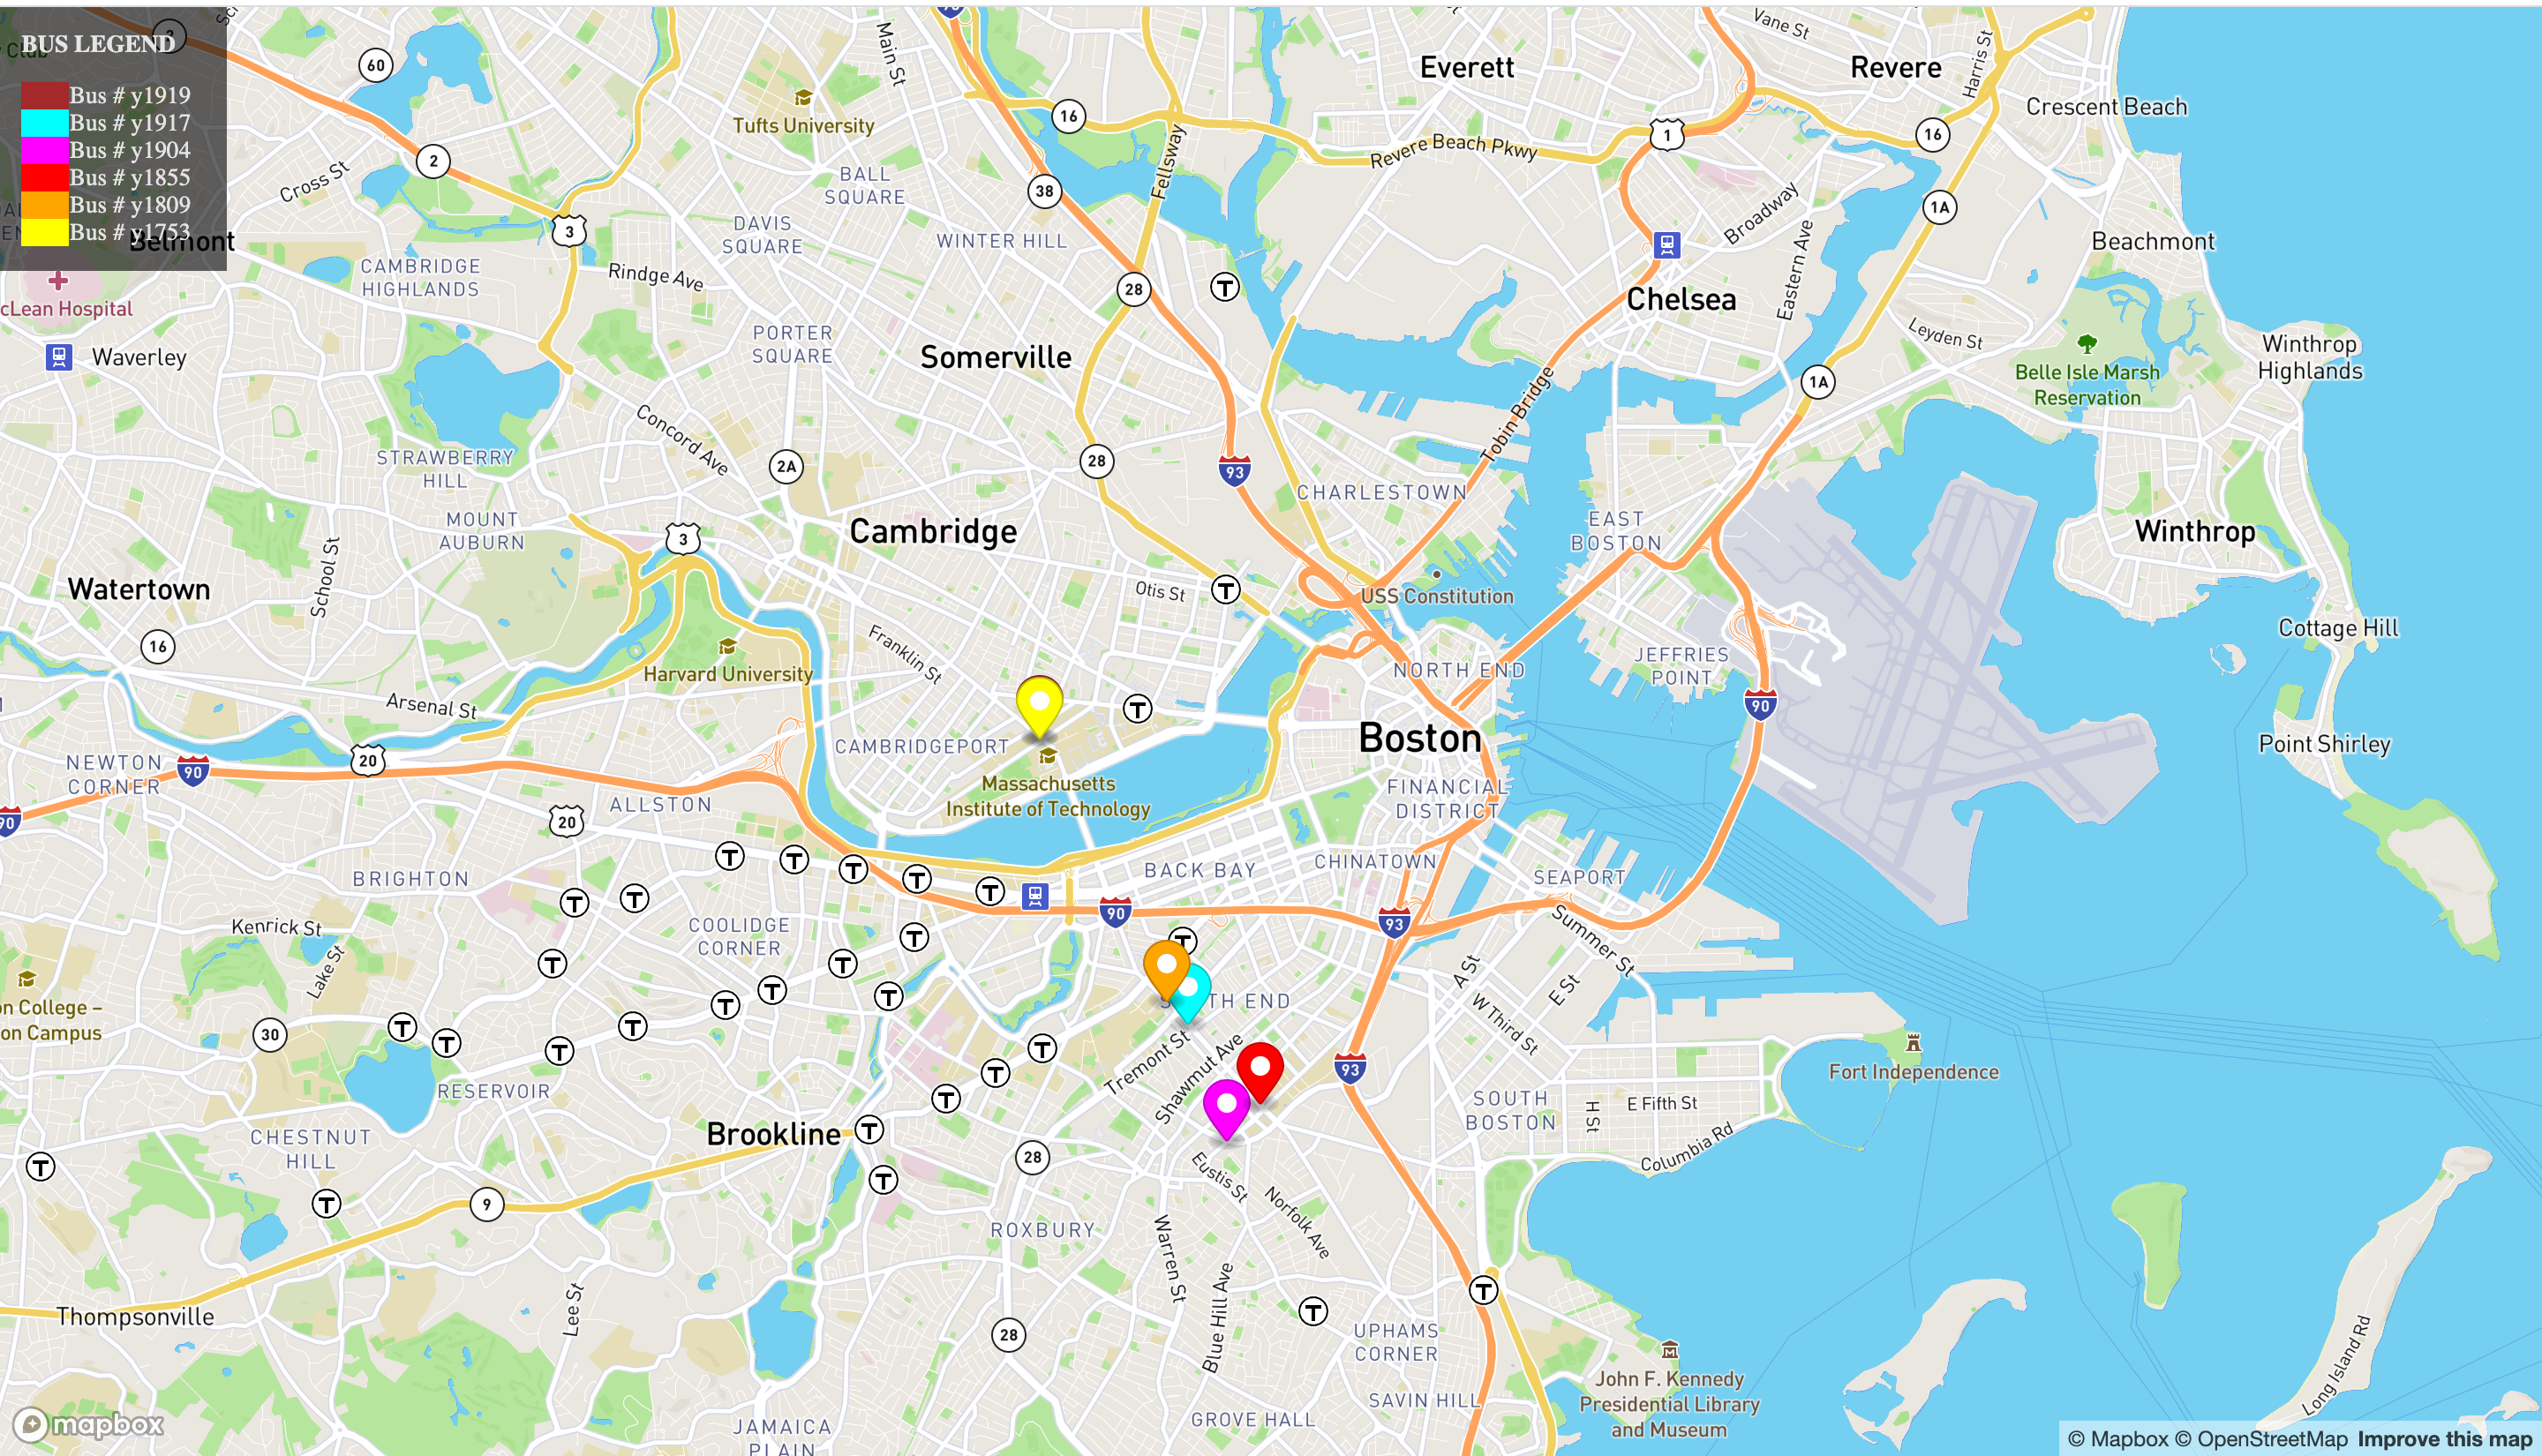 BUS LEGEND
Bus # y1919
Bus # y1917
Bus # y1904
Bus # y1855
Bus # y1809
Bus # y1753
Belmont
3
60
2
Cross St
3
CAMBRIDGE
HIGHLANDS
Rindge Ave
cLean Hospital
Waverley
Main St
Tufts University
16
BALL
SQUARE
38
DAVIS
SQUARE
WINTER HILL
Fellsway
28
PORTER
SQUARE
Somerville
Everett
Revere Beach Pkwy
1
Vane St
Revere
Harris St
16
Crescent Beach
1A
Broadway
Eastern Ave
Beachmont
Chelsea
Leyden St
Belle Isle Marsh
Reservation
Winthrop
Highlands
1A
Tobin Bridge
Concord Ave
STRAWBERRY
HILL
2A
28
93
CHARLESTOWN
MOUNT
AUBURN
Cambridge
3
EAST
BOSTON
Winthrop
Watertown
School St
Otis St
USS Constitution
16
Harvard University
Franklin St
NORTH END
JEFFRIES
POINT
Cottage Hill
Arsenal St
90
CAMBRIDGEPORT
Boston
Point Shirley
NEWTON
CORNER
90
20
90
20
ALLSTON
Massachusetts
Institute of Technology
FINANCIAL
DISTRICT
BRIGHTON
BACK BAY
CHINATOWN
SEAPORT
Kenrick St
COOLIDGE
CORNER
90
93
Summer St
Lake St
on College –
on Campus
30
TH END
A St
E St
W Third St
Tremont St
Shawmut Ave
93
Fort Independence
RESERVOIR
Brookline
SOUTH
BOSTON
H St
E Fifth St
Columbia Rd
CHESTNUT
HILL
28
Eustis St
Norfolk Ave
9
ROXBURY
Warren St
Blue Hill Ave
Thompsonville
Lee St
28
UPHAMS
CORNER
John F. Kennedy
Presidential Library
and Museum
SAVIN HILL
GROVE HALL
JAMAICA
PLAIN
Long Island Rd
mapbox
© Mapbox © OpenStreetMap Improve this map